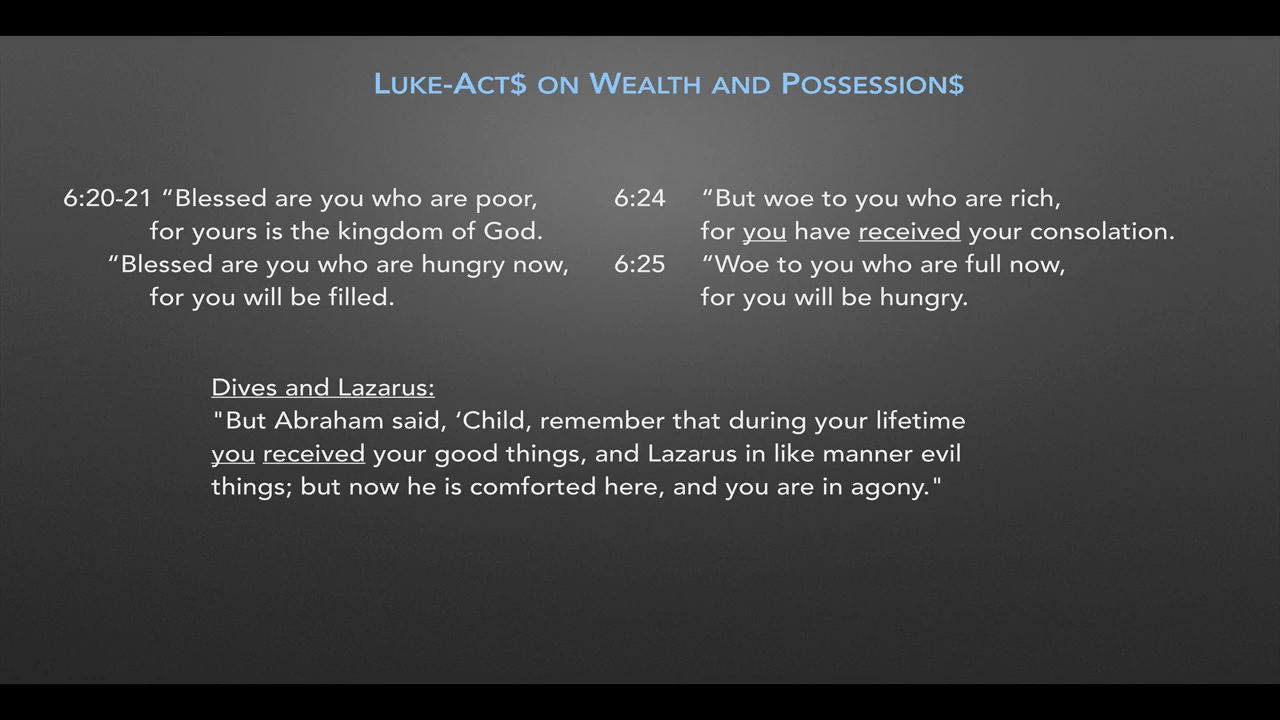 LUKE-ACT$ ON WEALTH AND POSSESSION$
6:20-21 “Blessed are you who are poor,
for yours is the kingdom of God.
“Blessed are you who are hungry now,
for you will be filled.
6:24 “But woe to you who are rich,
for you have received your consolation.
6:25 “Woe to you who are full now,
for you will be hungry.
Dives and Lazarus:
"But Abraham said, ‘Child, remember that during your lifetime
you received your good things, and Lazarus in like manner evil
things; but now he is comforted here, and you are in agony."